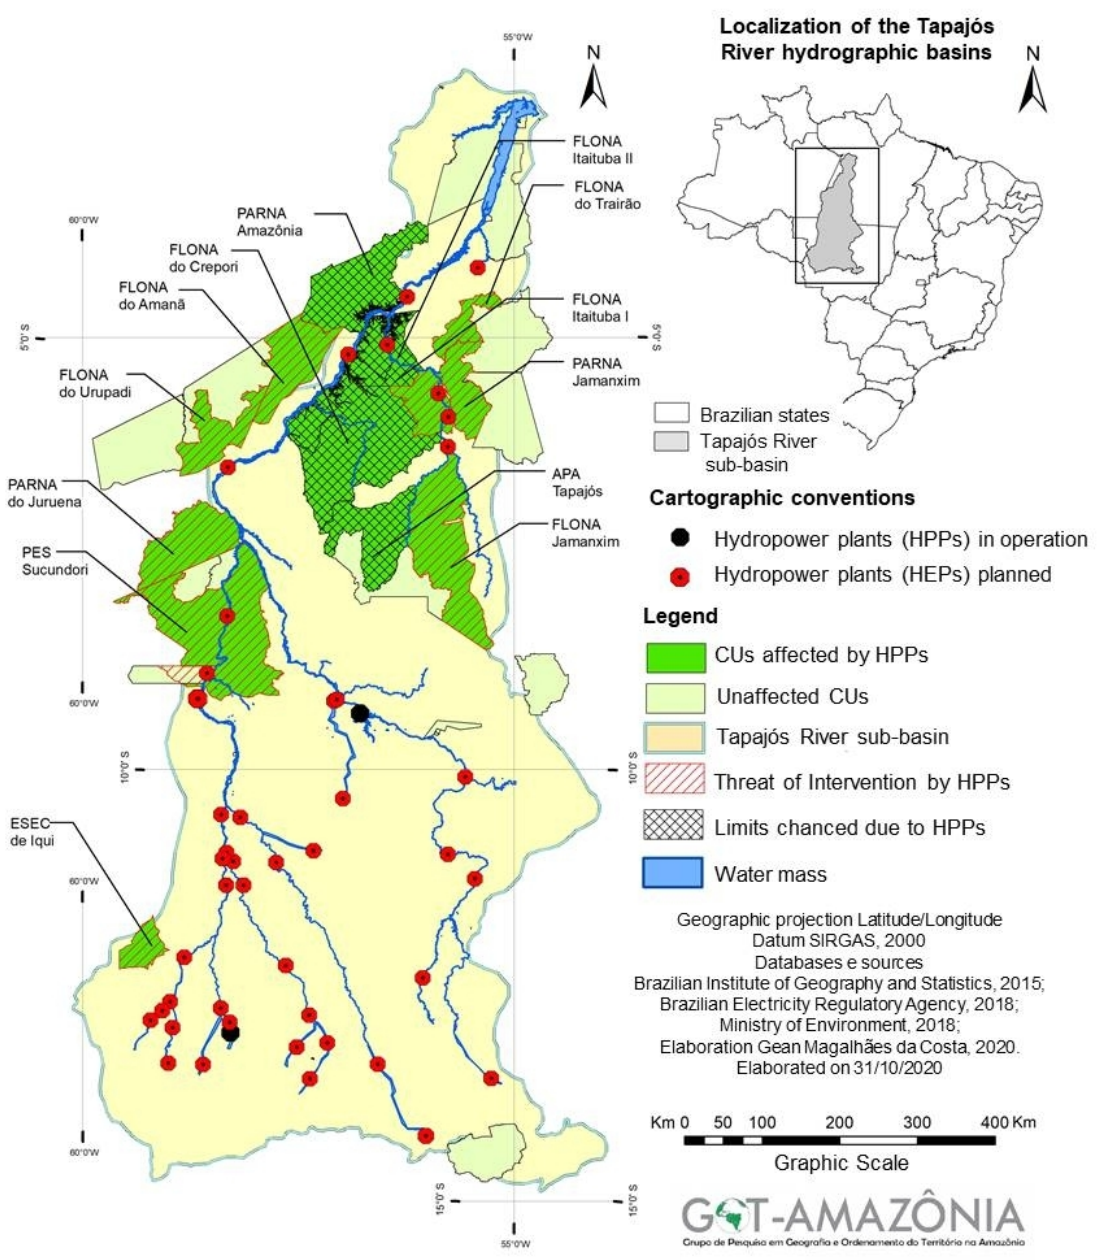 Localization of the Tapajós
River hydrographic basins
N
N
55°0'0"W
FLONA
Itaituba II
FLONA
do Trairão
60°0'0"W
PARNA
Amazônia
FLONA
do Crepori
FLONA
do Amanã
FLONA
Itaituba I
5°0' S
5°0' S
FLONA
do Urupadi
PARNA
Jamanxim
PARNA
do Juruena
APA
Tapajós
PES
Sucundori
FLONA
Jamanxim
60°0'0"W
10°0' S
10°0' S
ESEC
de Iqui
60°0'0"W
60°0'0"W
15°0' S
15°0' S
55°0'0"W
Brazilian states
Tapajós River
sub-basin
Cartographic conventions
Hydropower plants (HPPs) in operation
Hydropower plants (HEPs) planned
Legend
CUs affected by HPPs
Unaffected CUs
Tapajós River sub-basin
Threat of Intervention by HPPs
Limits chanced due to HPPs
Water mass
Geographic projection Latitude/Longitude
Datum SIRGAS, 2000
Databases e sources
Brazilian Institute of Geography and Statistics, 2015;
Brazilian Electricity Regulatory Agency, 2018;
Ministry of Environment, 2018;
Elaboration Gean Magalhães da Costa, 2020.
Elaborated on 31/10/2020
Km 0 50 100 200 300 400 Km
Graphic Scale
GOT-AMAZÔNIA
Grupo de Pesquisa em Geografia e Ordenamento do Território na Amazônia